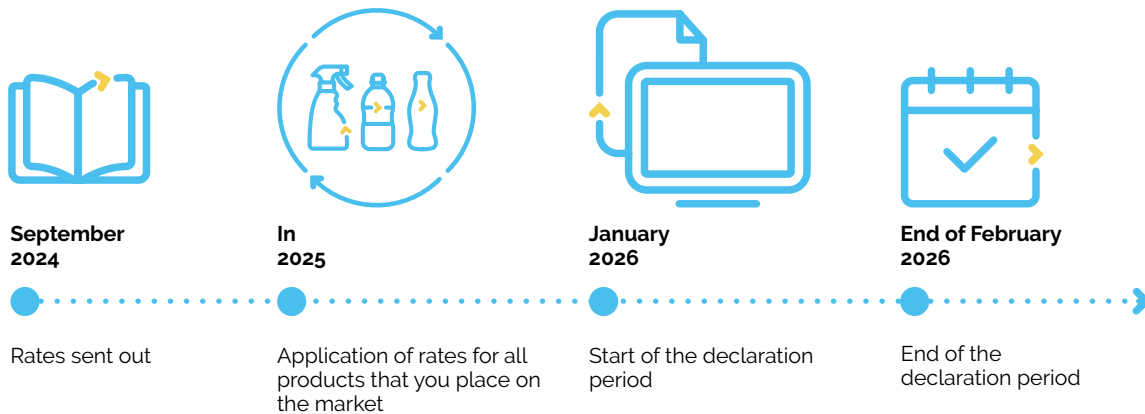 September
2024
Rates sent out
In
2025
Application of rates for all
products that you place on
the market
January
2026
Start of the declaration
period
End of February
2026
End of the
declaration period